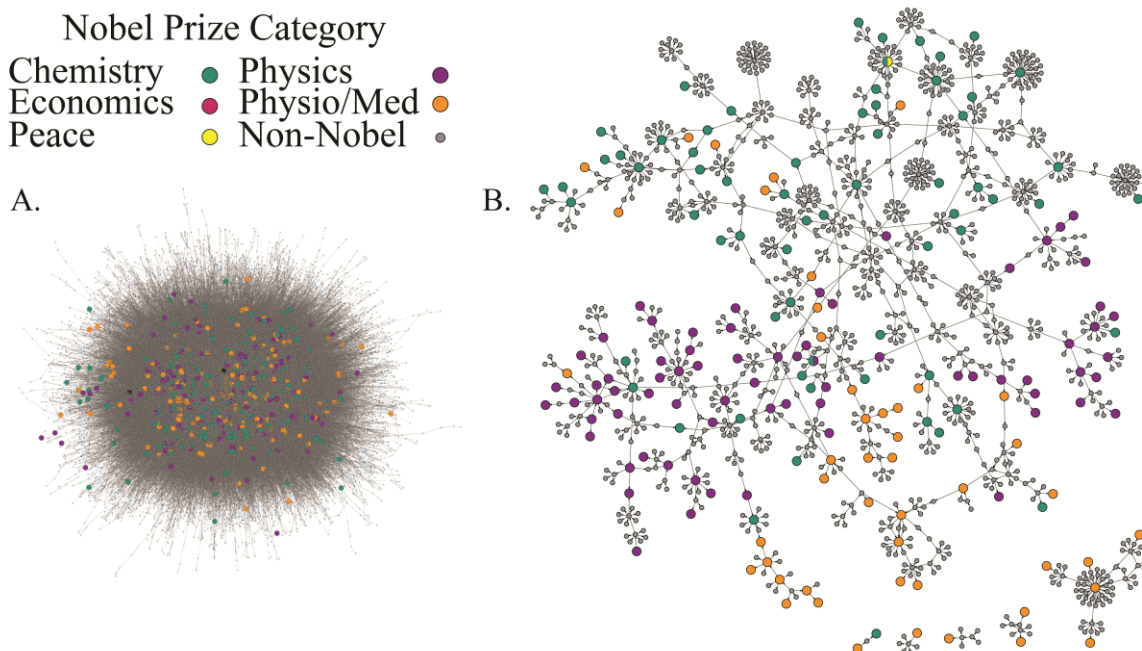 Nobel Prize Category
Chemistry Physics
Economics Physio/Med
Peace Non-Nobel
A.
B.